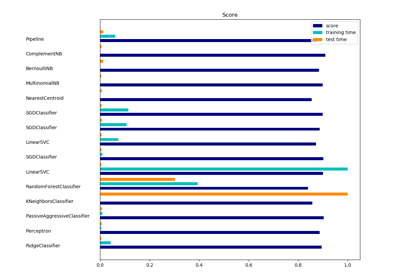 Score
score
training time
test time
Pipeline
ComplementNB
BernoulliNB
MultinomialNB
NearestCentroid
SGDClassifier
SGDClassifier
LinearSVC
SGDClassifier
LinearSVC
RandomForestClassifier
KNeighborsClassifier
PassiveAggressiveClassifier
Perceptron
RidgeClassifier
0.0 0.2 0.4 0.6 0.8 1.0